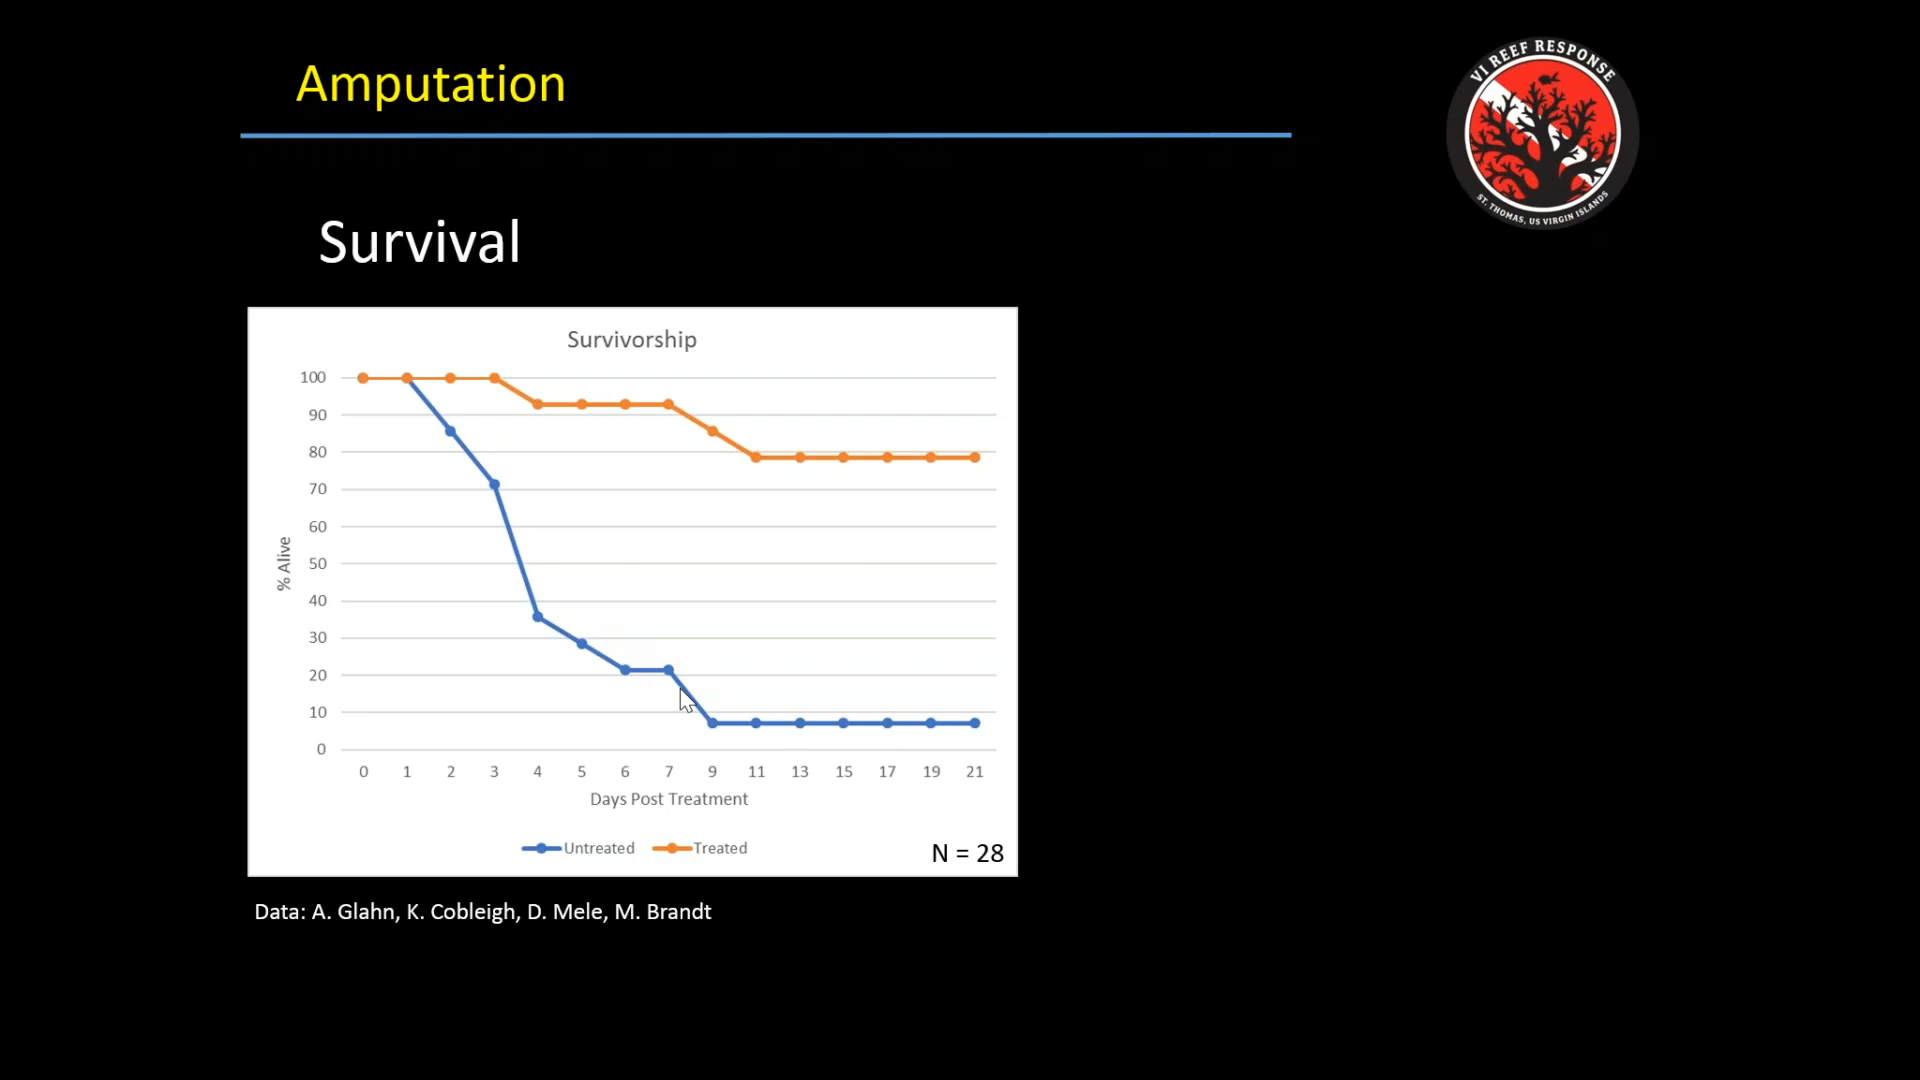 Amputation
VI REEF RESPONSE
ST. THOMAS, US VIRGIN ISLANDS
Survival
Survivorship
100
90
80
70
60
50
40
30
20
10
0
% Alive
0 1 2 3 4 5 6 7 9 11 13 15 17 19 21
Days Post Treatment
Untreated Treated
N = 28
Data: A. Glahn, K. Cobleigh, D. Mele, M. Brandt